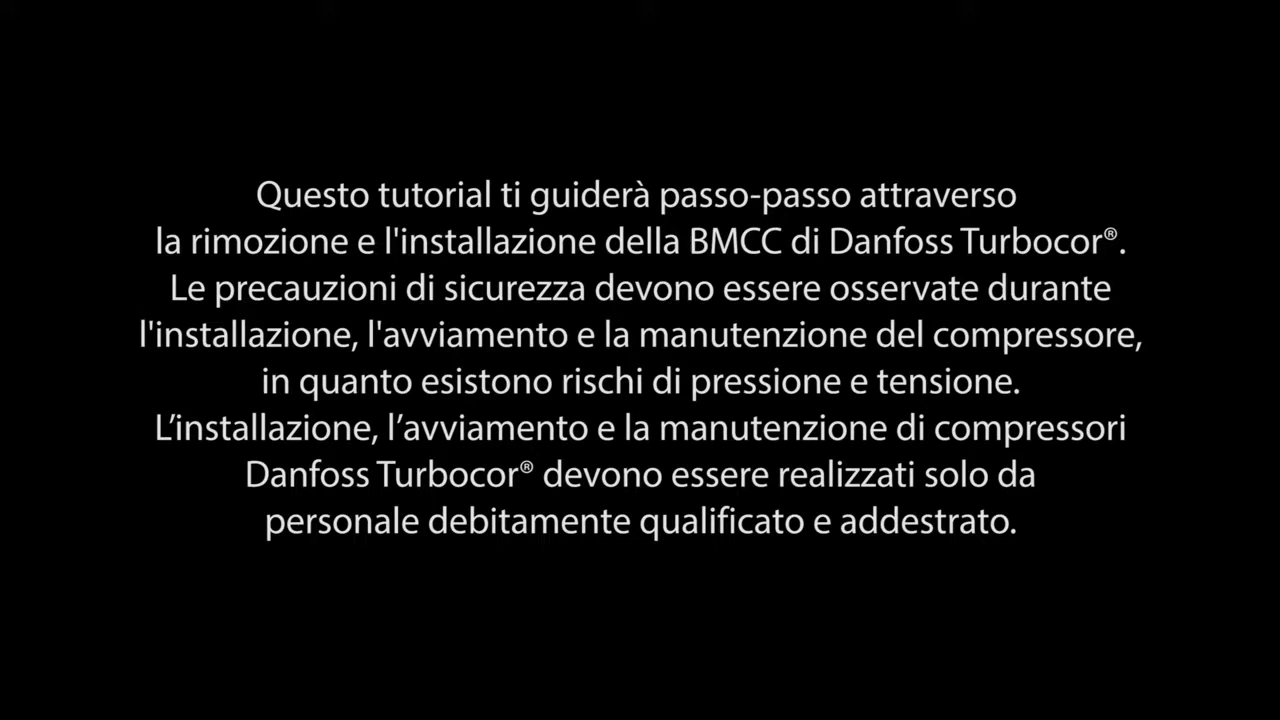 Questo tutorial ti guiderà passo-passo attraverso
la rimozione e l'installazione della BMCC di Danfoss Turbocor®.
Le precauzioni di sicurezza devono essere osservate durante
l'installazione, l'avviamento e la manutenzione del compressore,
in quanto esistono rischi di pressione e tensione.
L’installazione, l’avviamento e la manutenzione di compressori
Danfoss Turbocor® devono essere realizzati solo da
personale debitamente qualificato e addestrato.